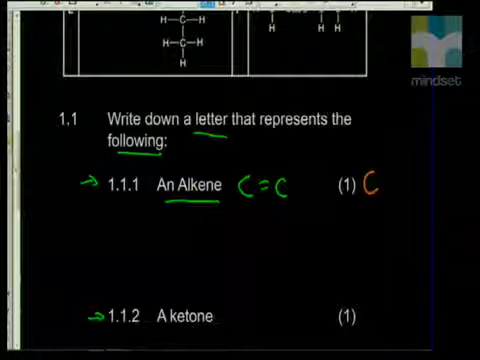 H-C-H
H-C-H
H
H
H H
mindset
1.1 Write down a letter that represents the
following:
→ 1.1.1 An Alkene C = C (1) C
→ 1.1.2 A ketone (1)